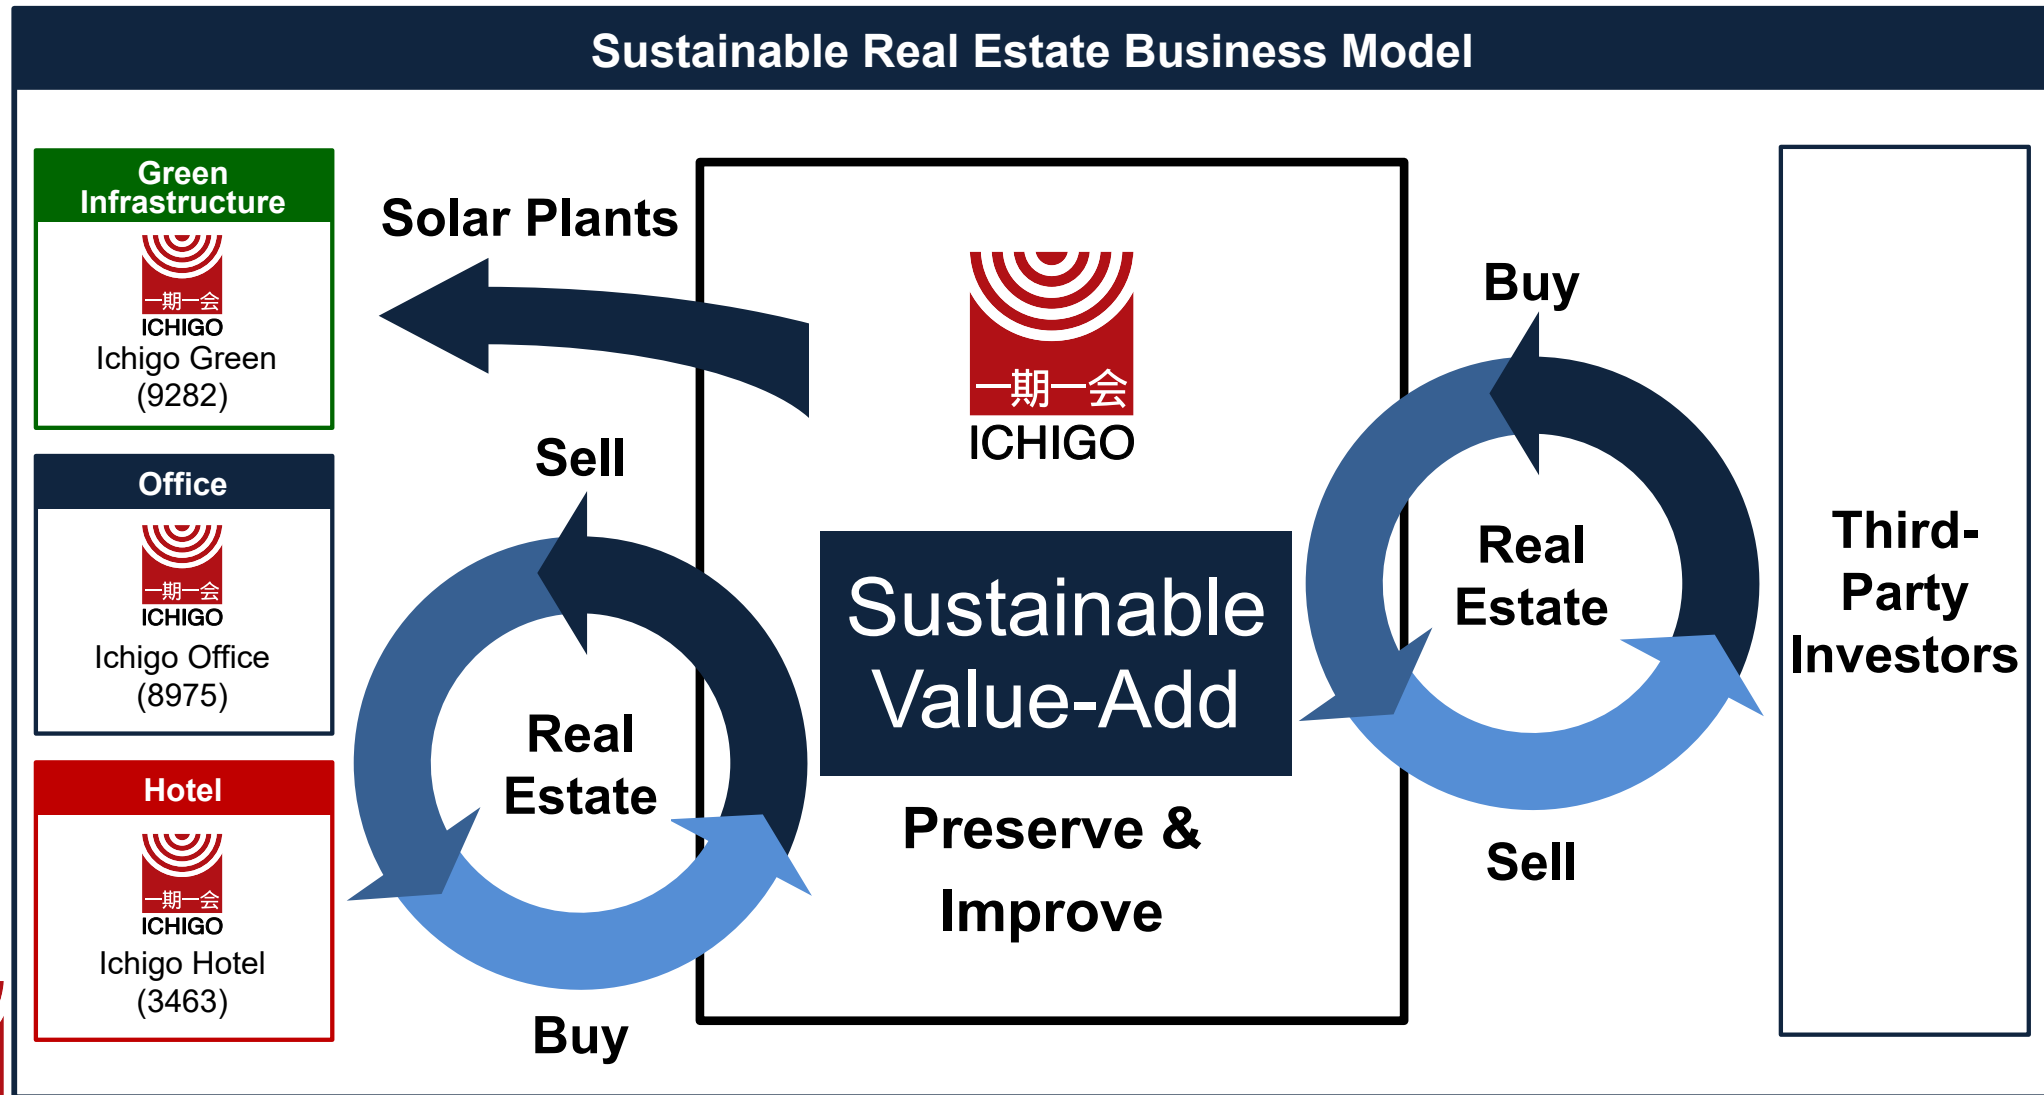 Sustainable Real Estate Business Model
Green
Infrastructure
一期一会
ICHIGO
Ichigo Green
(9282)
Office
一期一会
ICHIGO
Ichigo Office
(8975)
Hotel
一期一会
ICHIGO
Ichigo Hotel
(3463)
Solar Plants
Sell
Real
Estate
Buy
一期一会
ICHIGO
Sustainable
Value-Add
Preserve &
Improve
Buy
Real
Estate
Sell
Third-
Party
Investors